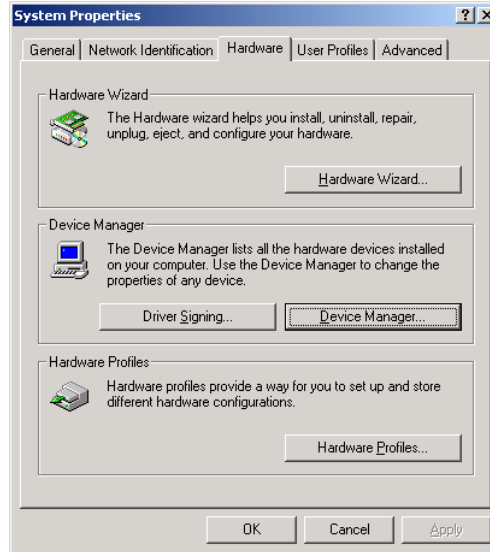 System Properties
General Network Identification Hardware User Profiles Advanced
Hardware Wizard
The Hardware wizard helps you install, uninstall, repair,
unplug, eject, and configure your hardware.
Hardware Wizard...
Device Manager
The Device Manager lists all the hardware devices installed
on your computer. Use the Device Manager to change the
properties of any device.
Driver Signing... Device Manager...
Hardware Profiles
Hardware profiles provide a way for you to set up and store
different hardware configurations.
Hardware Profiles...
OK Cancel Apply